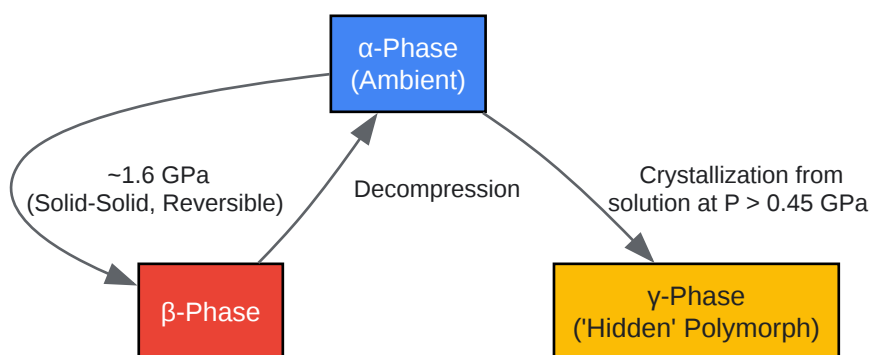 α-Phase
(Ambient)
~1.6 GPa
(Solid-Solid, Reversible)
Decompression
Crystallization from
solution at P > 0.45 GPa
β-Phase
γ-Phase
('Hidden' Polymorph)